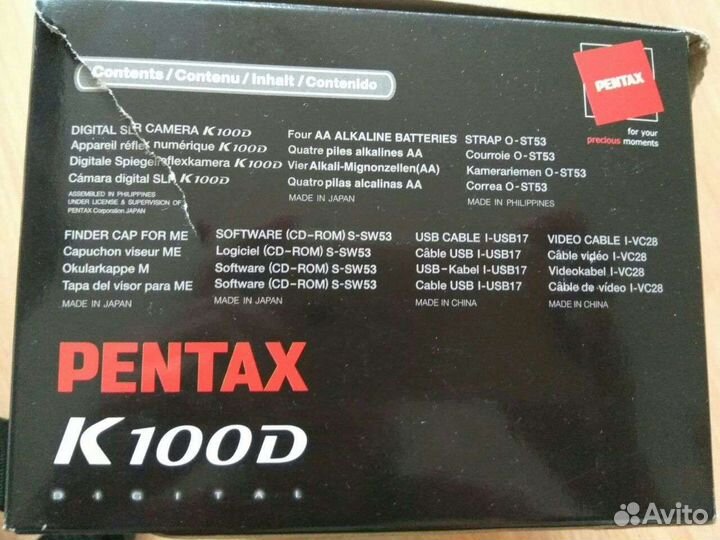 Contents / Contenu / Inhalt / Contenido
PENTAX
for your
precious moments
DIGITAL SLR CAMERA K100D
Appareil réflex numérique K100D
Digitale Spiegelreflexkamera K100D
Cámara digital SLR K100D
ASSEMBLED IN PHILIPPINES
UNDER LICENSE & SUPERVISION OF
PENTAX Corporation JAPAN
Four AA ALKALINE BATTERIES
Quatre piles alkalines AA
Vier Alkali-Mignonzellen(AA)
Quatro pilas alcalinas AA
MADE IN JAPAN
STRAP O-ST53
Courroie O-ST53
Kamerariemen O-ST53
Correa O-ST53
MADE IN PHILIPPINES
FINDER CAP FOR ME
Capuchon viseur ME
Okularkappe M
Tapa del visor para ME
MADE IN JAPAN
SOFTWARE (CD-ROM) S-SW53
Logiciel (CD-ROM) S-SW53
Software (CD-ROM) S-SW53
Software (CD-ROM) S-SW53
MADE IN JAPAN
USB CABLE I-USB17
Câble USB I-USB17
USB-Kabel I-USB17
Cable USB I-USB17
MADE IN CHINA
VIDEO CABLE I-VC28
Câble vidéo I-VC28
Videokabel I-VC28
Câble de vídeo I-VC28
MADE IN CHINA
PENTAX
K100D
DIGITAL
Avito